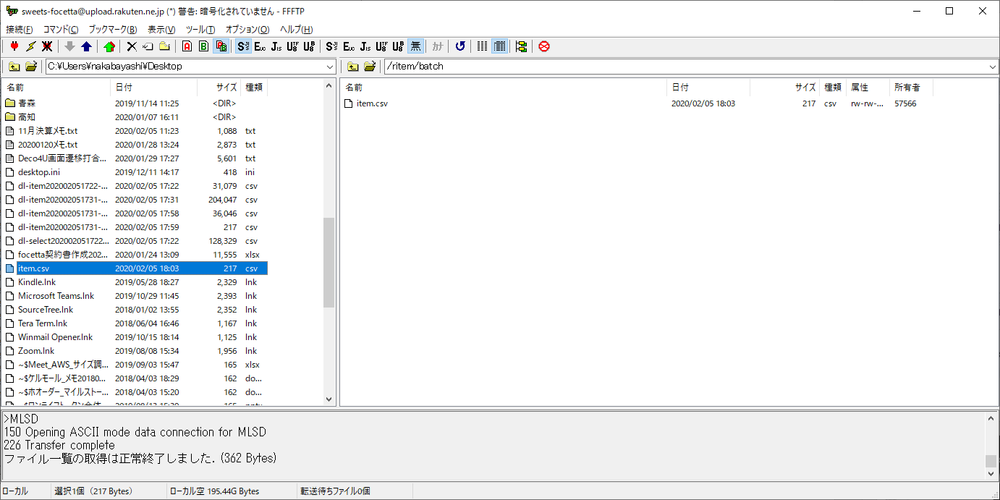 sweets-focetta@upload.rakuten.ne.jp (*) 警告: 暗号化されていません - FFFTP
接続(F) コマンド(C) ブックマーク(B) 表示(V) ツール(T) オプション(O) ヘルプ(H)
A B S EUC JIS UTF8 U8B S EUC JIS UTF8 U8B 無 カナ
C:¥Users¥nakabayashi¥Desktop /ritem/batch
名前 日付 サイズ 種類 名前 日付 サイズ 種類 属性 所有者
青森 2019/11/14 11:25 <DIR> item.csv 2020/02/05 18:03 217 csv rw-rw-... 57566
高知 2020/01/07 16:11 <DIR>
11月決算メモ.txt 2020/02/05 11:23 1,088 txt
20200120メモ.txt 2020/01/28 13:24 2,873 txt
Deco4U画面遷移打合... 2020/01/29 17:27 5,601 txt
desktop.ini 2019/12/11 14:17 418 ini
dl-item202002051722-... 2020/02/05 17:22 31,079 csv
dl-item202002051731-... 2020/02/05 17:31 204,047 csv
dl-item202002051731-... 2020/02/05 17:58 36,046 csv
dl-item202002051731-... 2020/02/05 17:59 217 csv
dl-select202002051722... 2020/02/05 17:22 128,329 csv
focetta契約書作成202... 2020/01/24 13:09 11,555 xlsx
item.csv 2020/02/05 18:03 217 csv
Kindle.lnk 2019/05/28 18:27 2,329 lnk
Microsoft Teams.lnk 2019/10/29 11:45 2,393 lnk
SourceTree.lnk 2018/01/02 13:55 2,352 lnk
Tera Term.lnk 2018/06/04 16:46 1,167 lnk
Winmail Opener.lnk 2019/10/15 18:14 1,125 lnk
Zoom.lnk 2019/08/08 15:34 1,956 lnk
~$Meet_AWS_サイズ調... 2019/09/03 15:47 165 xlsx
~$ケルモール_メモ20180... 2018/04/03 18:29 162 do...
~$ホオーダー_マイルストー... 2018/04/03 15:20 162 do...
>MLSD
150 Opening ASCII mode data connection for MLSD
226 Transfer complete
ファイル一覧の取得は正常終了しました. (362 Bytes)
ローカル 選択1個（217 Bytes） ローカル空 195.44G Bytes 転送待ちファイル0個